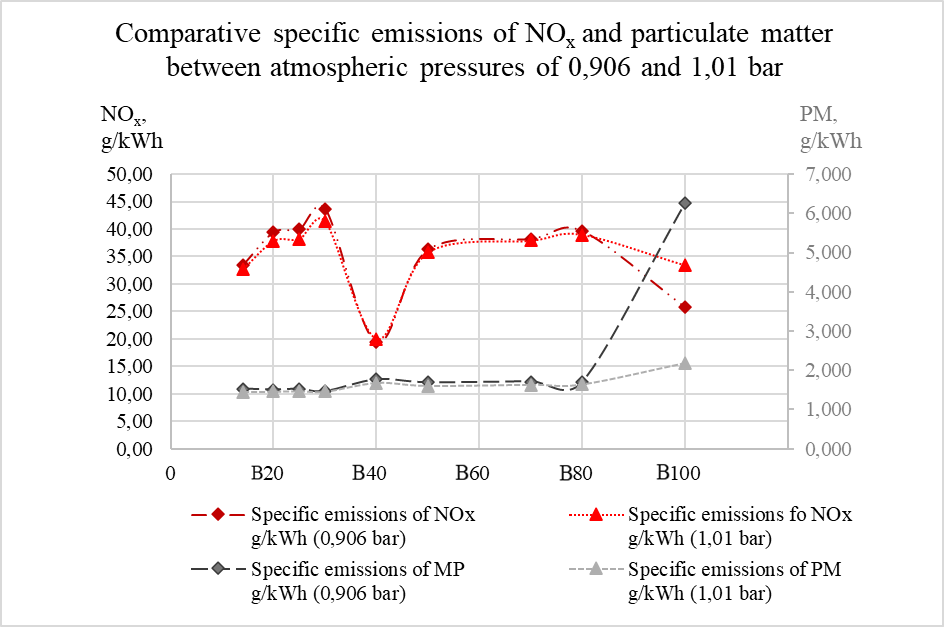 Comparative specific emissions of NOx and particulate matter
between atmospheric pressures of 0,906 and 1,01 bar
NOx,
g/kWh
PM,
g/kWh
50,00
45,00
40,00
35,00
30,00
25,00
20,00
15,00
10,00
5,00
0,00
7,000
6,000
5,000
4,000
3,000
2,000
1,000
0,000
0 B20 B40 B60 B80 B100
Specific emissions of NOx
g/kWh (0,906 bar)
Specific emissions fo NOx
g/kWh (1,01 bar)
Specific emissions of MP
g/kWh (0,906 bar)
Specific emissions of PM
g/kWh (1,01 bar)